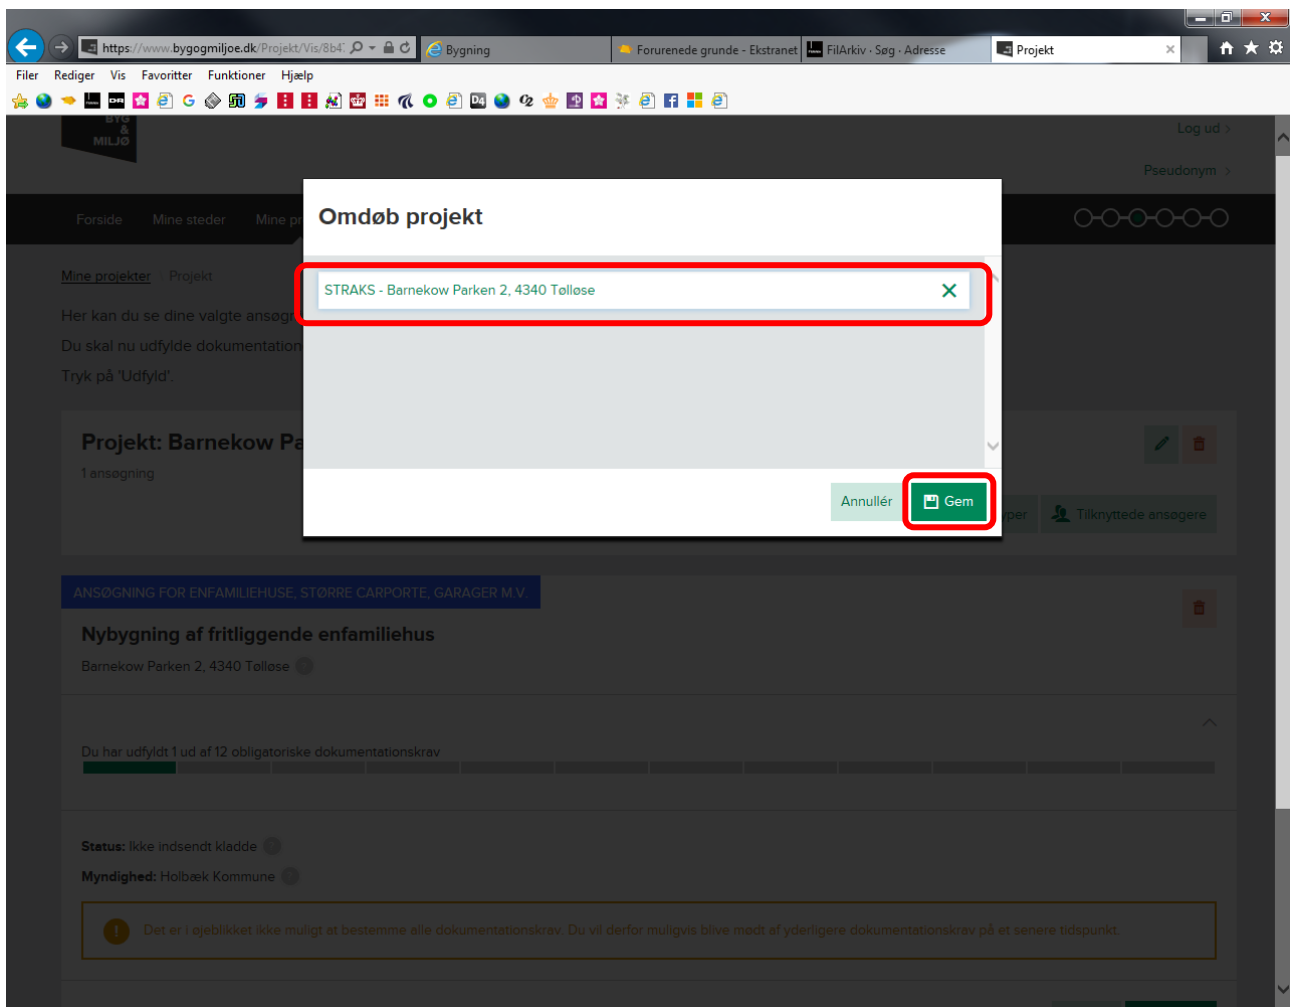 https://www.bygogmiljoe.dk/Projekt/Vis/8b4
Bygning
Forurenede grunde - Ekstranet
FilArkiv - Søg - Adresse
Projekt
Filer Rediger Vis Favoritter Funktioner Hjælp
BYG
&
MILJØ
Log ud >
Pseudonym >
Forside Mine steder Mine pr
Omdøb projekt
Mine projekter Projekt
STRAKS - Barnekow Parken 2, 4340 Tølløse
Her kan du se dine valgte ansøgn
Du skal nu udfylde dokumentation
Tryk på 'Udfyld'.
Projekt: Barnekow Pa
1 ansøgning
Annullér
Gem
yper
Tilknyttede ansøgere
ANSØGNING FOR ENFAMILIEHUSE, STØRRE CARPORTE, GARAGER M.V.
Nybygning af fritliggende enfamiliehus
Barnekow Parken 2, 4340 Tølløse
Du har udfyldt 1 ud af 12 obligatoriske dokumentationskrav
Status: Ikke indsendt kladde
Myndighed: Holbæk Kommune
Det er i øjeblikket ikke muligt at bestemme alle dokumentationskrav. Du vil derfor muligvis blive mødt af yderligere dokumentationskrav på et senere tidspunkt.